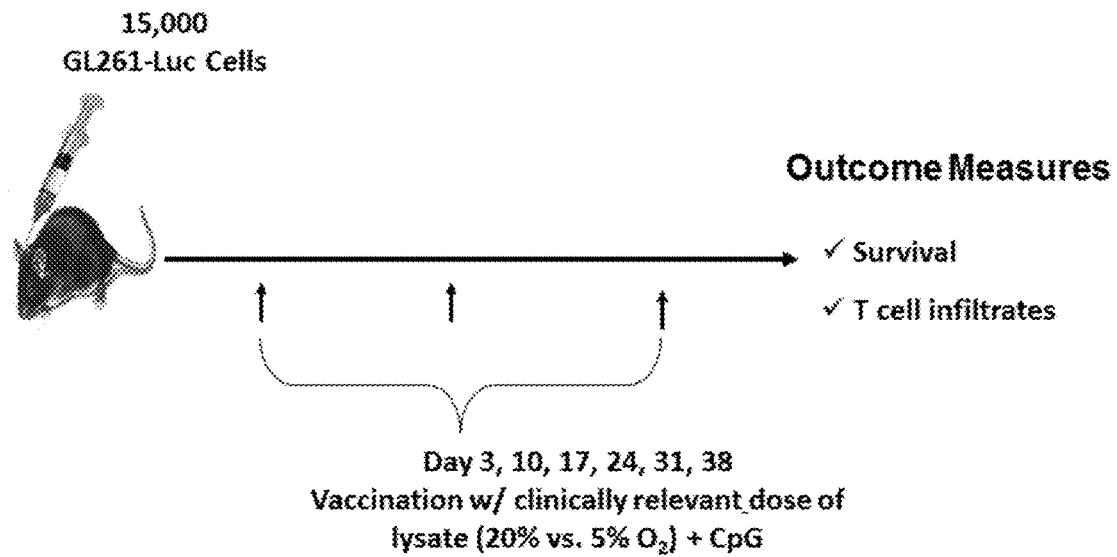 15,000
GL261-Luc Cells
Outcome Measures
✓ Survival
✓ T cell infiltrates
Day 3, 10, 17, 24, 31, 38
Vaccination w/ clinically relevant dose of
lysate (20% vs. 5% O₂) + CpG